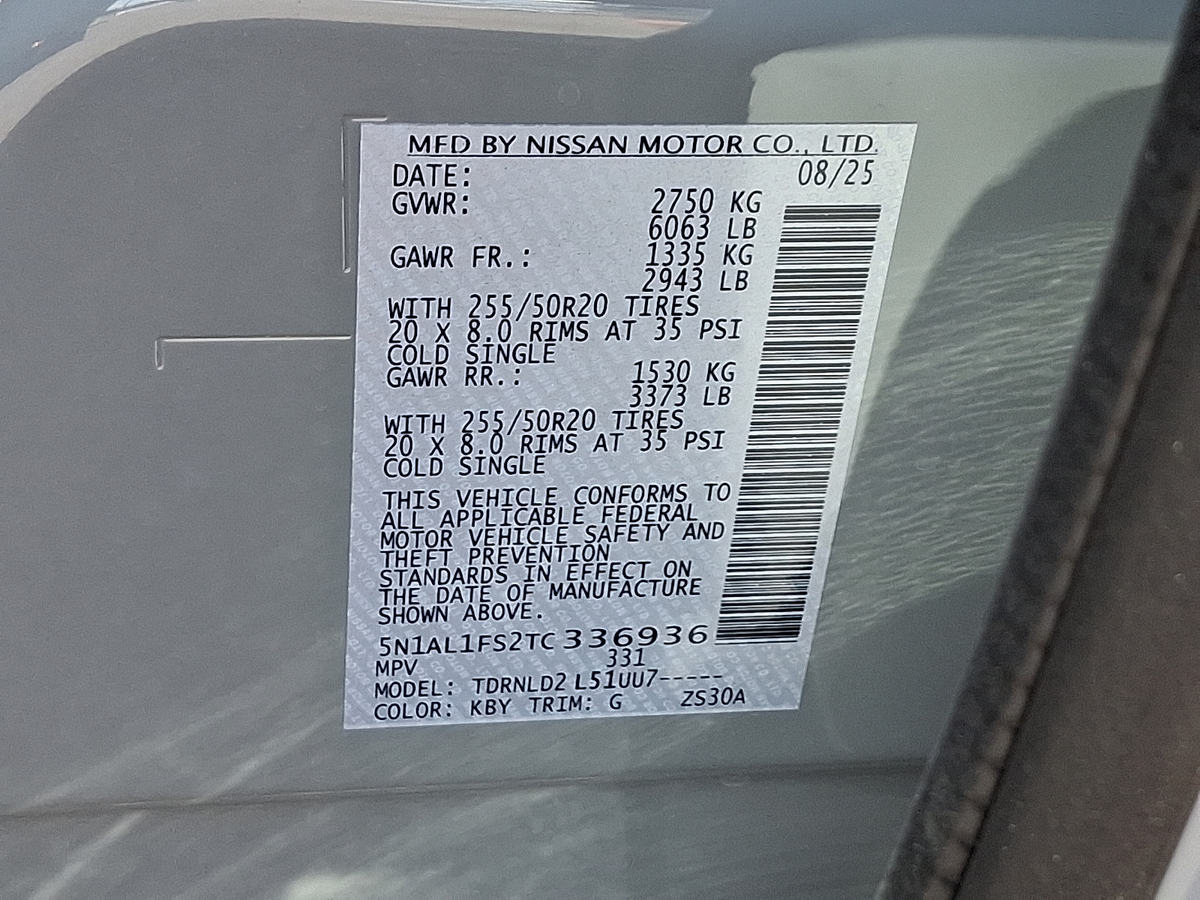 MFD BY NISSAN MOTOR CO., LTD.
DATE: 08/25
GVWR: 2750 KG
6063 LB
GAWR FR.: 1335 KG
2943 LB
WITH 255/50R20 TIRES
20 X 8.0 RIMS AT 35 PSI
COLD SINGLE
GAWR RR.: 1530 KG
3373 LB
WITH 255/50R20 TIRES
20 X 8.0 RIMS AT 35 PSI
COLD SINGLE
THIS VEHICLE CONFORMS TO
ALL APPLICABLE FEDERAL
MOTOR VEHICLE SAFETY AND
THEFT PREVENTION
STANDARDS IN EFFECT ON
THE DATE OF MANUFACTURE
SHOWN ABOVE.
5N1AL1FS2TC336936
MPV 331
MODEL: TDRNLD2 L51UU7-----
COLOR: KBY TRIM: G ZS30A